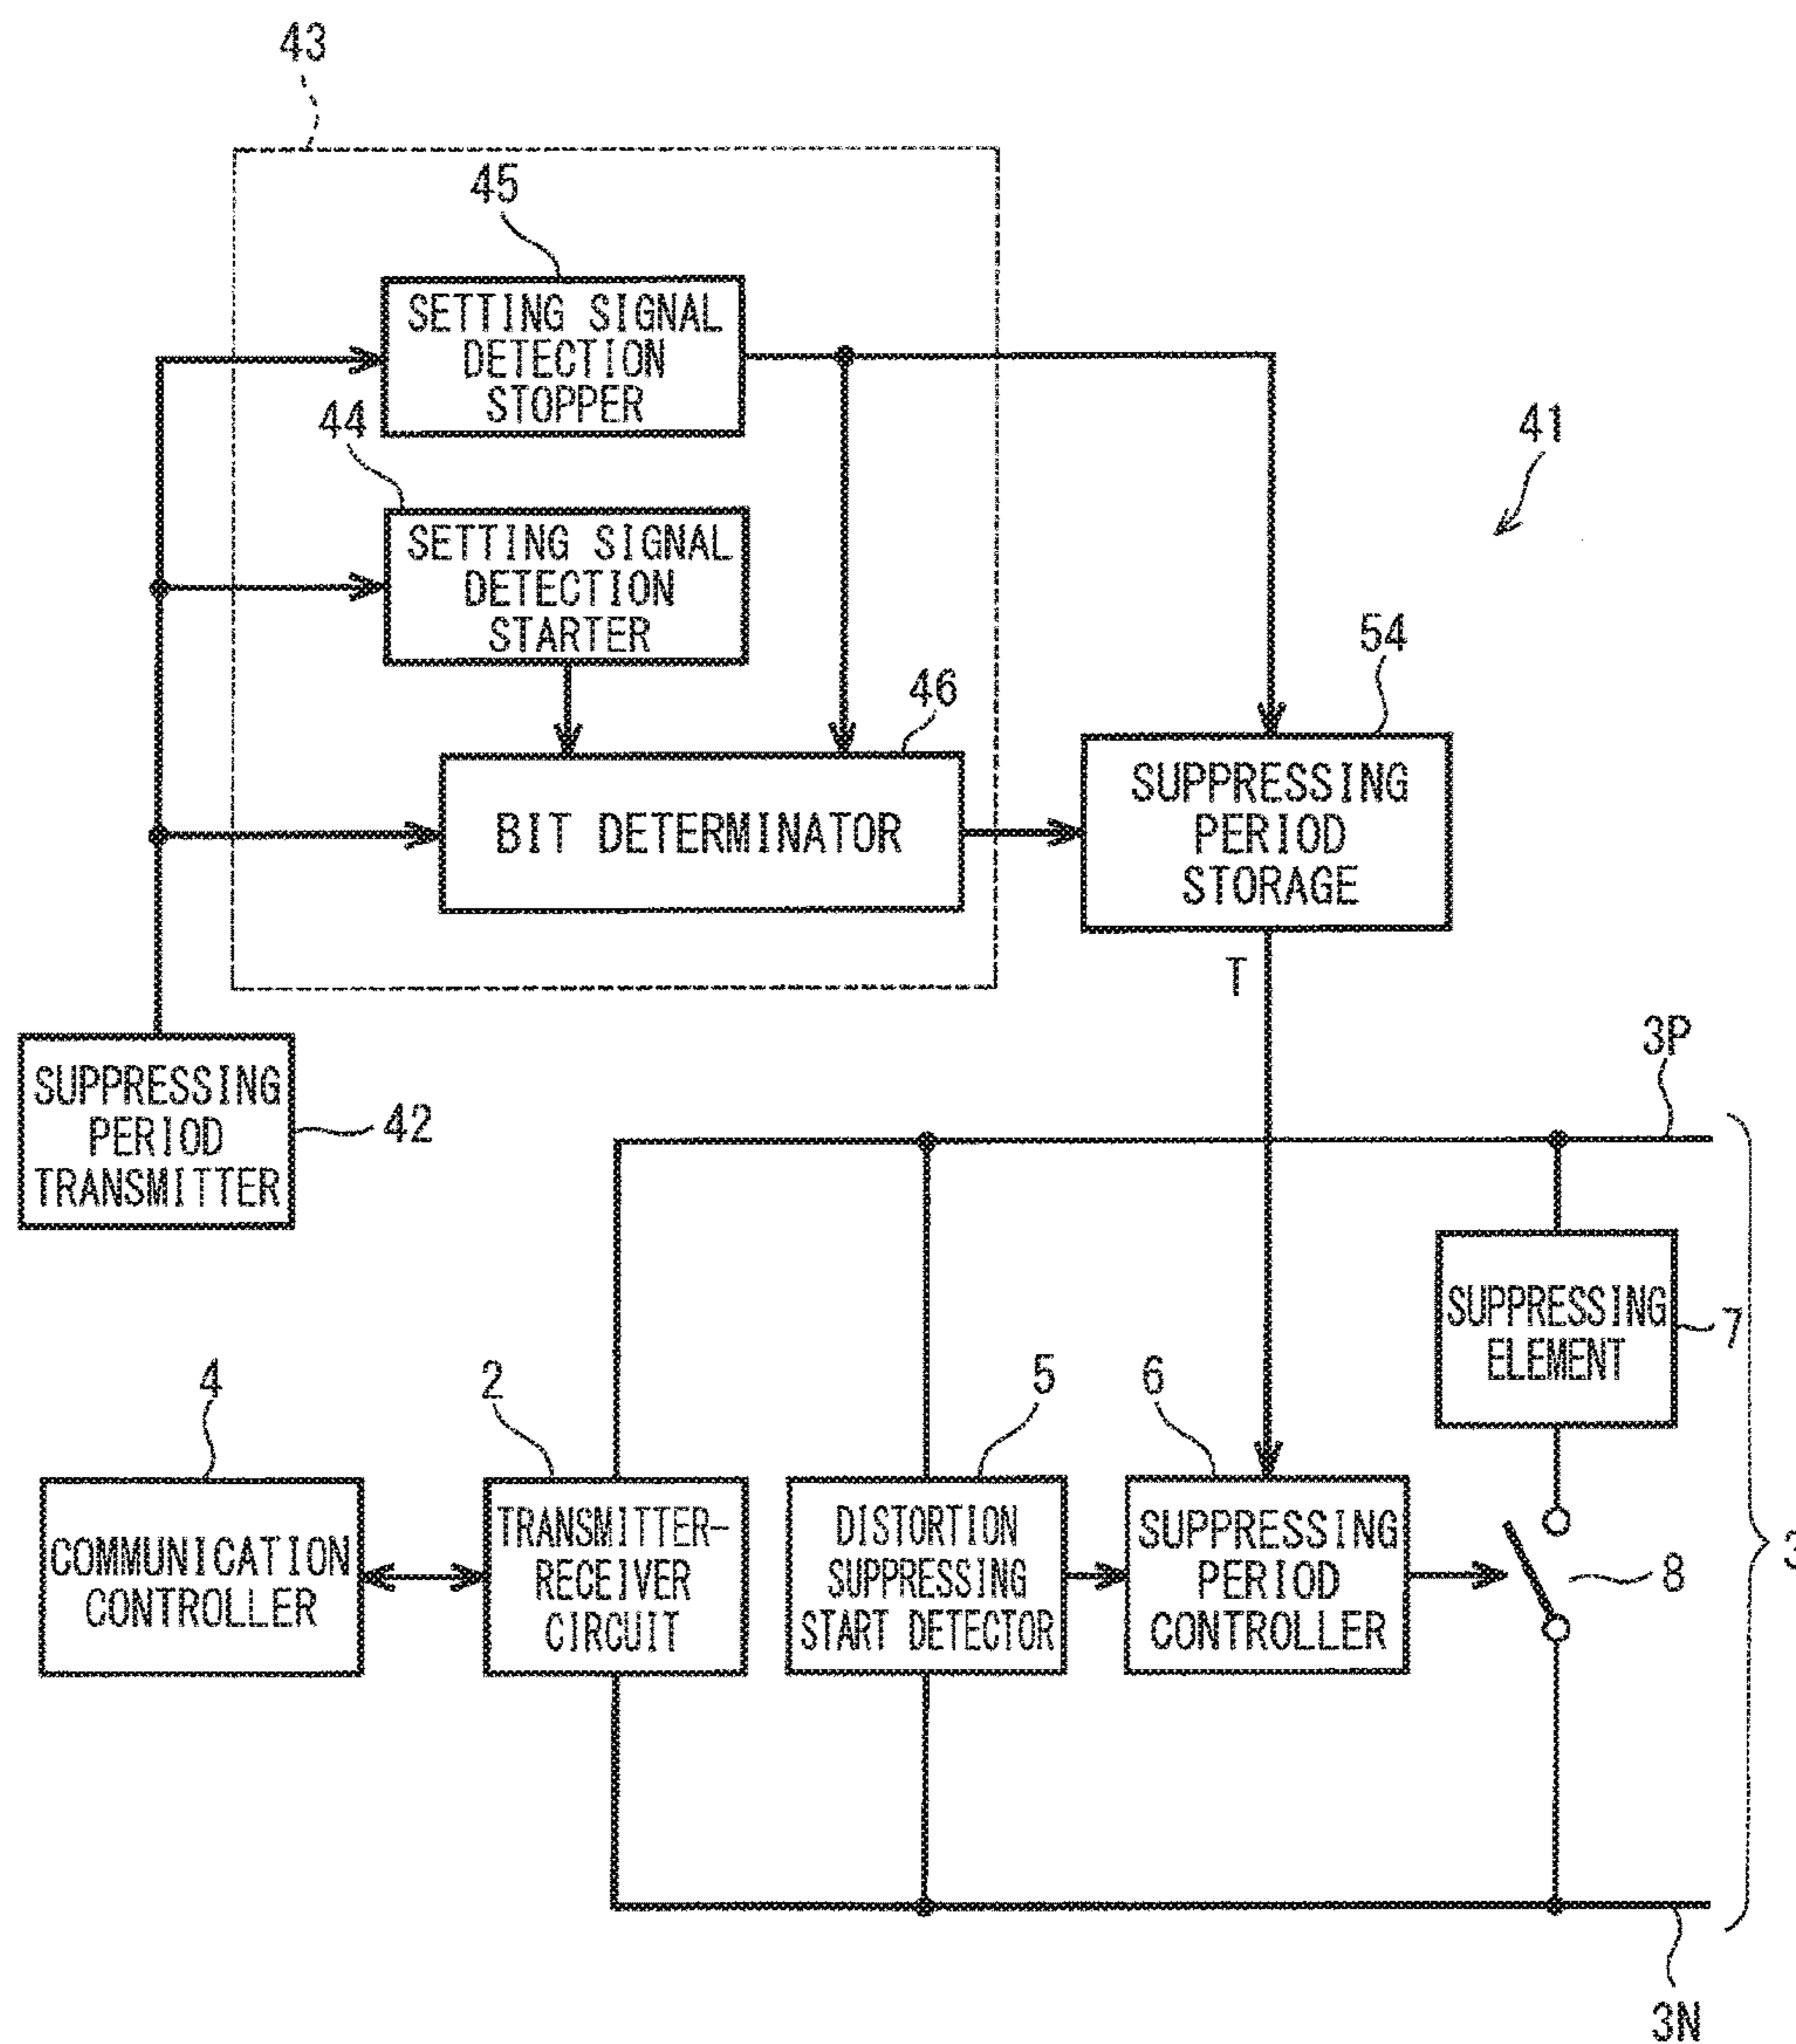 43
45
SETTING SIGNAL
DETECTION
STOPPER
44
41
SETTING SIGNAL
DETECTION
STARTER
54
46
BIT DETERMINATOR
SUPPRESSING
PERIOD
STORAGE
T
3P
SUPPRESSING
PERIOD
TRANSMITTER
42
SUPPRESSING
ELEMENT
7
4
2
5
6
COMMUNICATION
CONTROLLER
TRANSMITTER-
RECEIVER
CIRCUIT
DISTORTION
SUPPRESSING
START DETECTOR
SUPPRESSING
PERIOD
CONTROLLER
8
3
3N